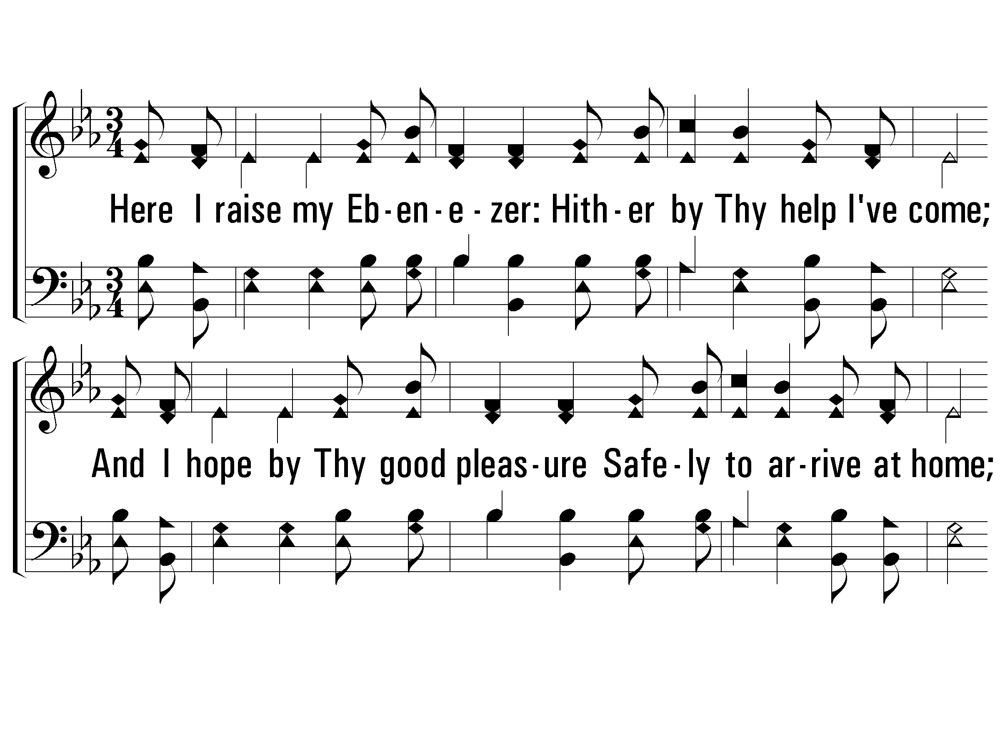 Here I raise my Eb-en-e-zer: Hith-er by Thy help I've come;
And I hope by Thy good pleas-ure Safe-ly to ar-rive at home;